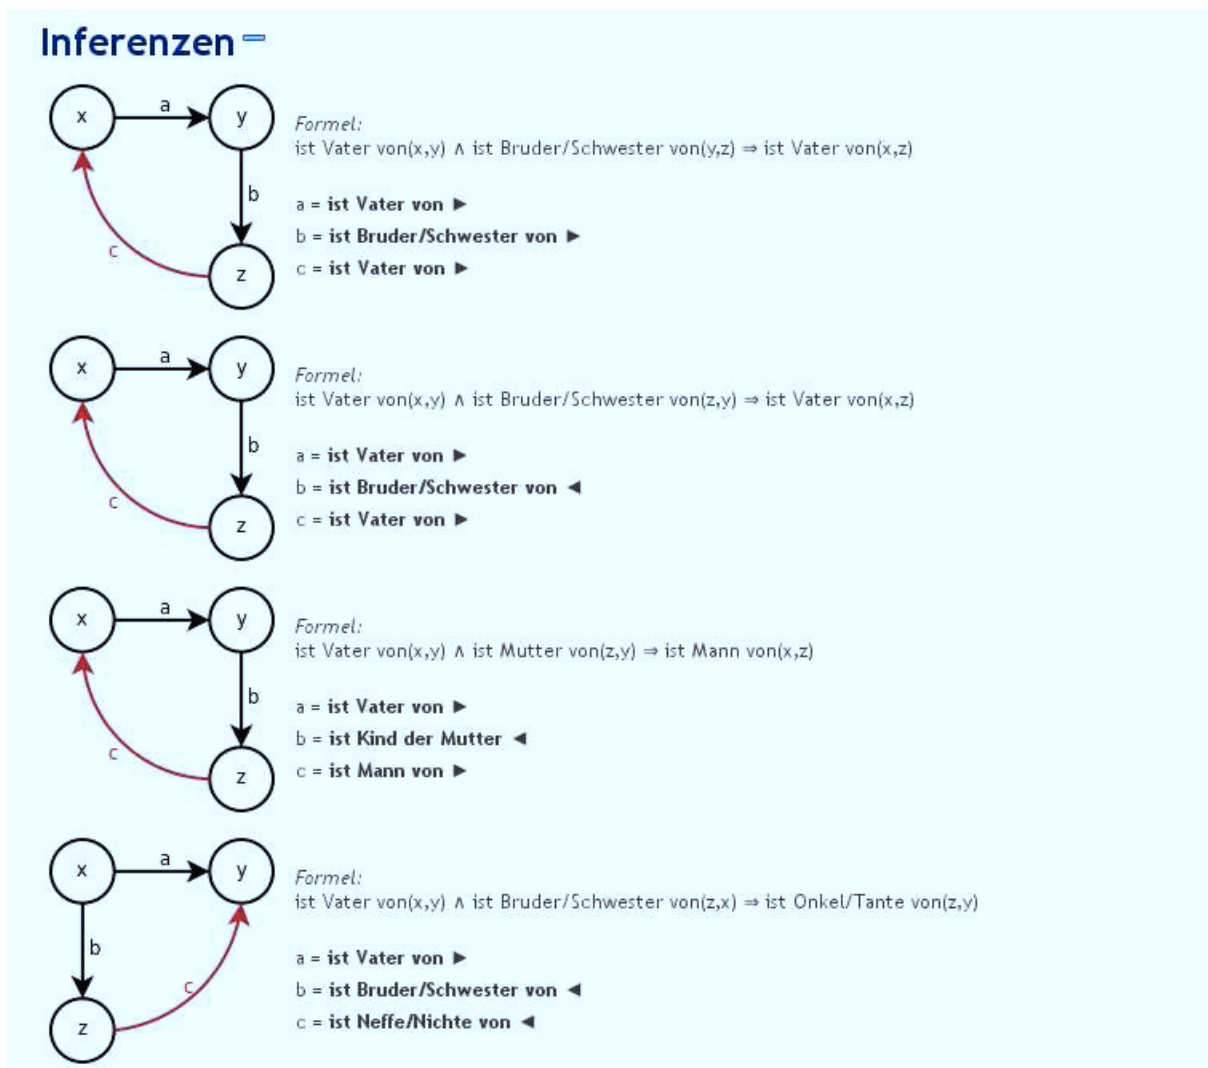 Inferenzen
x a y
Formel:
ist Vater von(x,y) ∧ ist Bruder/Schwester von(y,z) ⇒ ist Vater von(x,z)
b
a = ist Vater von ►
b = ist Bruder/Schwester von ►
c
c = ist Vater von ►
z
x a y
Formel:
ist Vater von(x,y) ∧ ist Bruder/Schwester von(z,y) ⇒ ist Vater von(x,z)
b
a = ist Vater von ►
b = ist Bruder/Schwester von ◄
c
c = ist Vater von ►
z
x a y
Formel:
ist Vater von(x,y) ∧ ist Mutter von(z,y) ⇒ ist Mann von(x,z)
b
a = ist Vater von ►
b = ist Kind der Mutter ◄
c
c = ist Mann von ►
z
x a y
Formel:
ist Vater von(x,y) ∧ ist Bruder/Schwester von(z,x) ⇒ ist Onkel/Tante von(z,y)
b
a = ist Vater von ►
b = ist Bruder/Schwester von ◄
c
c = ist Neffe/Nichte von ◄
z